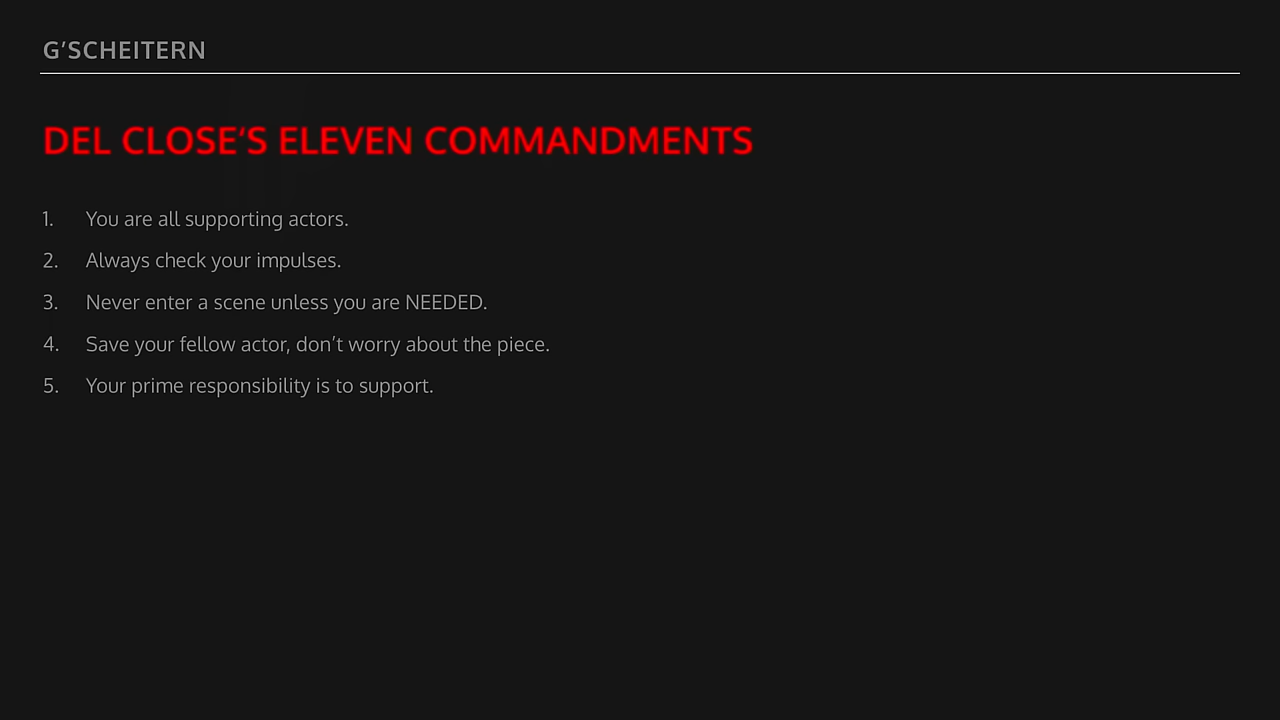 G’SCHEITERN
DEL CLOSE‘S ELEVEN COMMANDMENTS
1. You are all supporting actors.
2. Always check your impulses.
3. Never enter a scene unless you are NEEDED.
4. Save your fellow actor, don’t worry about the piece.
5. Your prime responsibility is to support.